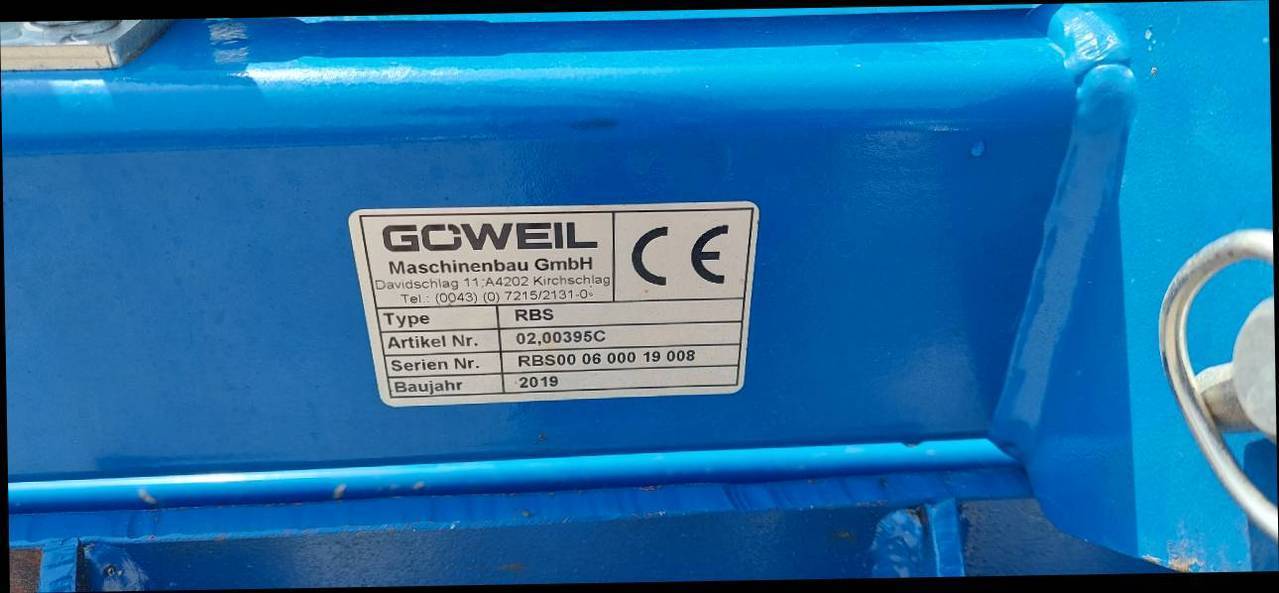 GÖWEIL
Maschinenbau GmbH
Davidschlag 11;A4202 Kirchschlag
Tel.: (0043) (0) 7215/2131-0
CE
Type RBS
Artikel Nr. 02,00395C
Serien Nr. RBS00 06 000 19 008
Baujahr 2019